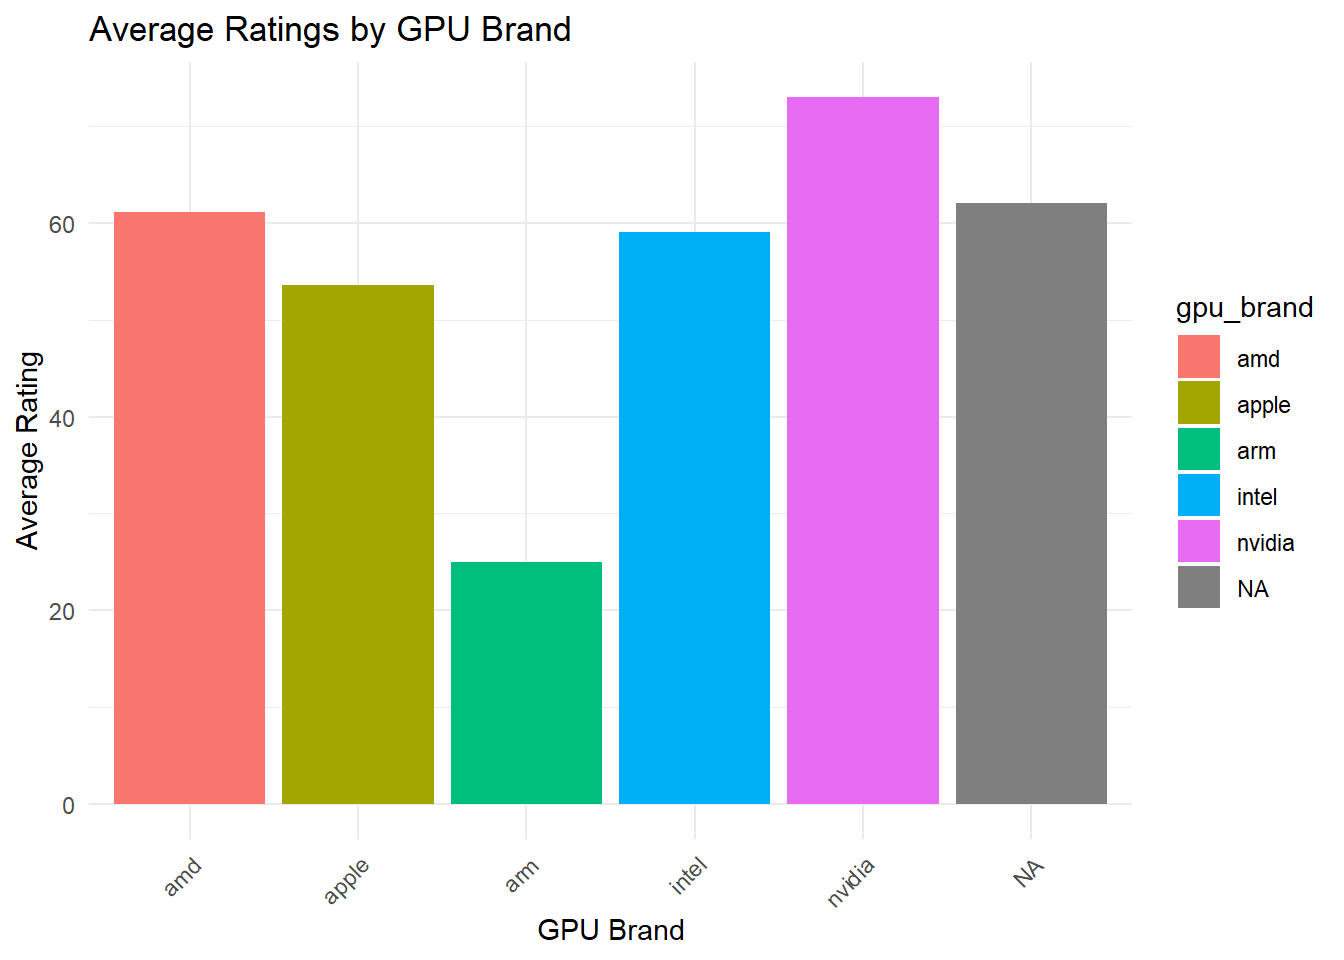 Average Ratings by GPU Brand
Average Rating
60
40
20
0
amd
apple
arm
intel
nvidia
NA
GPU Brand
gpu_brand
amd
apple
arm
intel
nvidia
NA